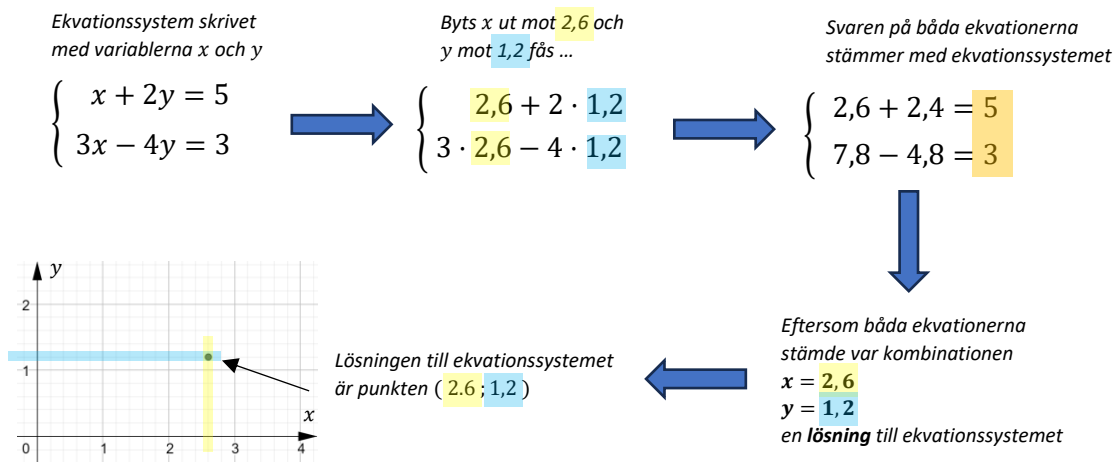 Ekvationssystem skrivet
med variablerna x och y
x + 2y = 5
3x − 4y = 3
Byts x ut mot 2,6 och
y mot 1,2 fås ...
2,6 + 2 · 1,2
3 · 2,6 − 4 · 1,2
Svaren på båda ekvationerna
stämmer med ekvationssystemet
2,6 + 2,4 = 5
7,8 − 4,8 = 3
Eftersom båda ekvationerna
stämde var kombinationen
x = 2,6
y = 1,2
en lösning till ekvationssystemet
Lösningen till ekvationssystemet
är punkten ( 2.6 ; 1,2 )
y
2
1
x
0 1 2 3 4